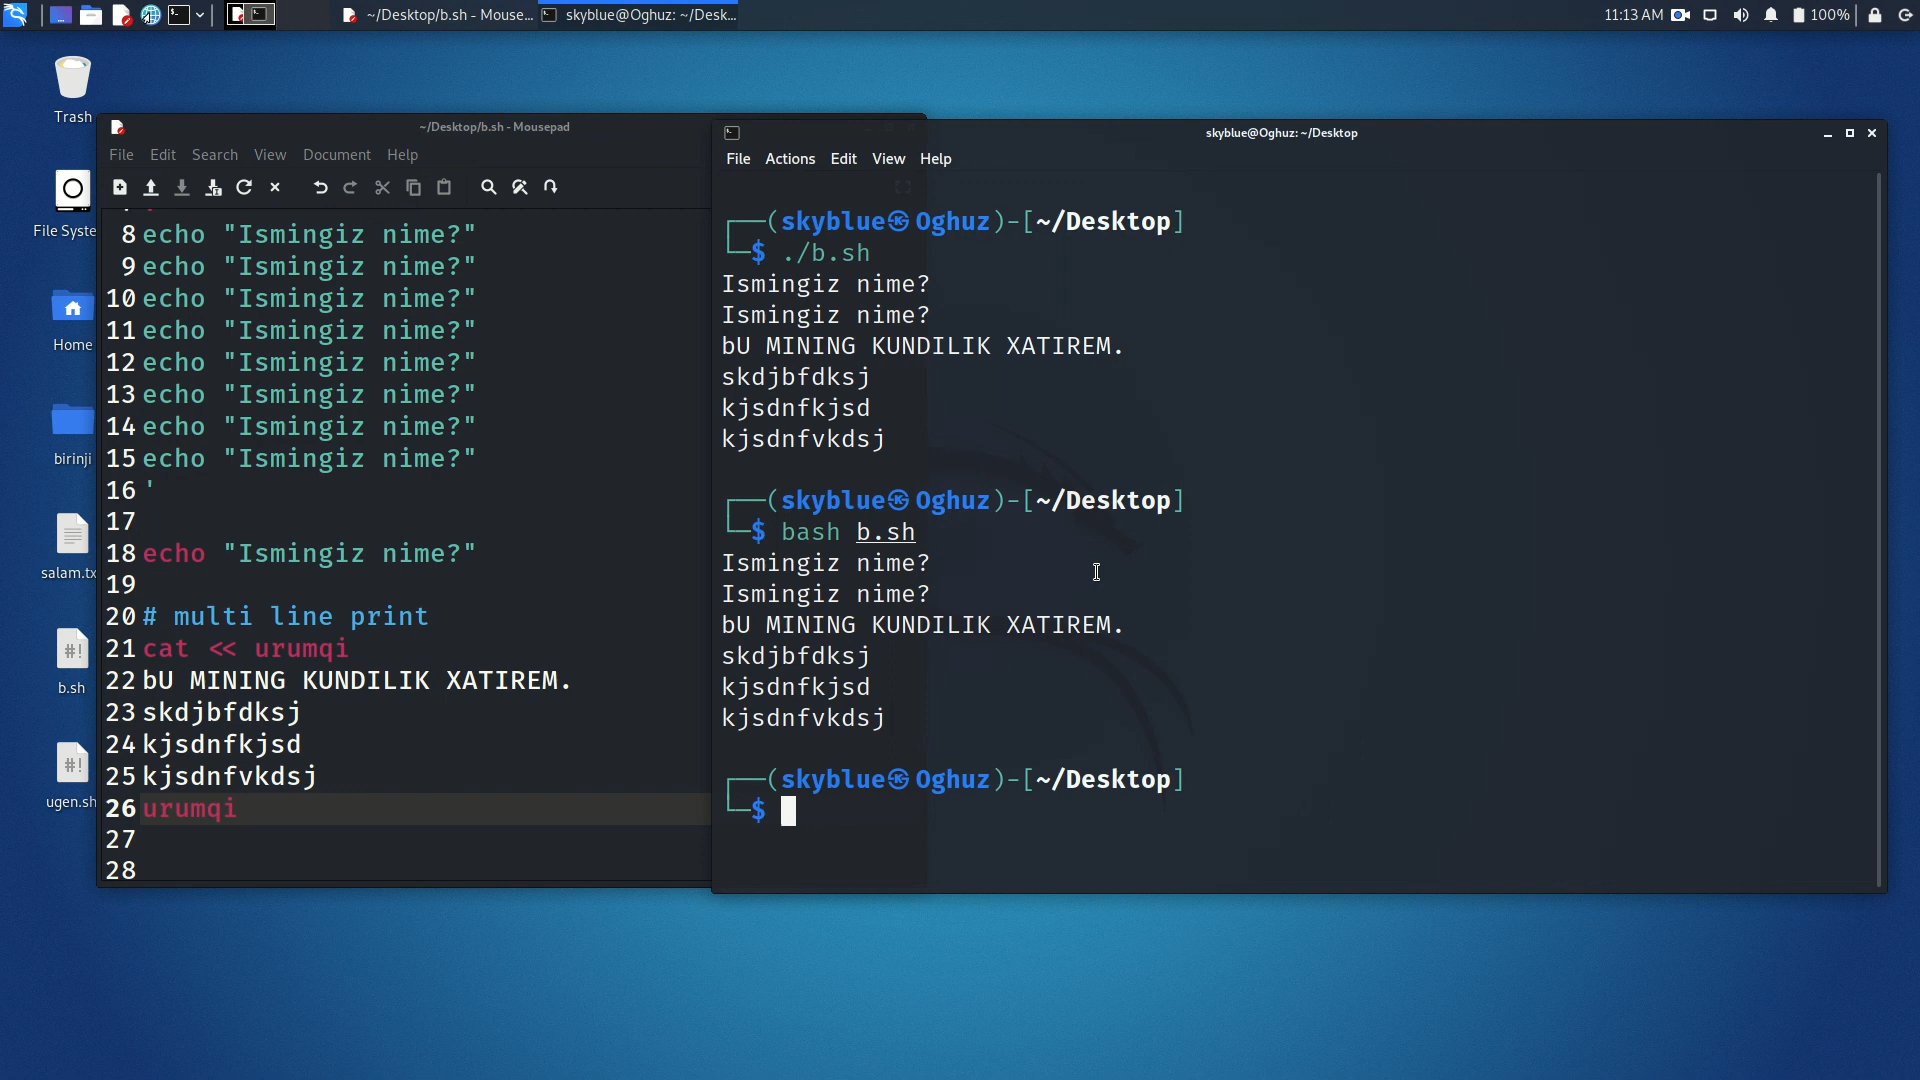 ~/Desktop/b.sh - Mouse...
skyblue@Oghuz: ~/Desk...
11:13 AM
100%
Trash
File Syste
Home
birinji
salam.tx
b.sh
ugen.sh
~/Desktop/b.sh - Mousepad
File Edit Search View Document Help
8 echo "Ismingiz nime?"
9 echo "Ismingiz nime?"
10 echo "Ismingiz nime?"
11 echo "Ismingiz nime?"
12 echo "Ismingiz nime?"
13 echo "Ismingiz nime?"
14 echo "Ismingiz nime?"
15 echo "Ismingiz nime?"
16 '
17
18 echo "Ismingiz nime?"
19
20 # multi line print
21 cat << urumqi
22 bU MINING KUNDILIK XATIREM.
23 skdjbfdksj
24 kjsdnfkjsd
25 kjsdnfvkdsj
26 urumqi
27
28
skyblue@Oghuz: ~/Desktop
File Actions Edit View Help
┌──(skyblue㉿Oghuz)-[~/Desktop]
└─$ ./b.sh
Ismingiz nime?
Ismingiz nime?
bU MINING KUNDILIK XATIREM.
skdjbfdksj
kjsdnfkjsd
kjsdnfvkdsj
┌──(skyblue㉿Oghuz)-[~/Desktop]
└─$ bash b.sh
Ismingiz nime?
Ismingiz nime?
bU MINING KUNDILIK XATIREM.
skdjbfdksj
kjsdnfkjsd
kjsdnfvkdsj
┌──(skyblue㉿Oghuz)-[~/Desktop]
└─$